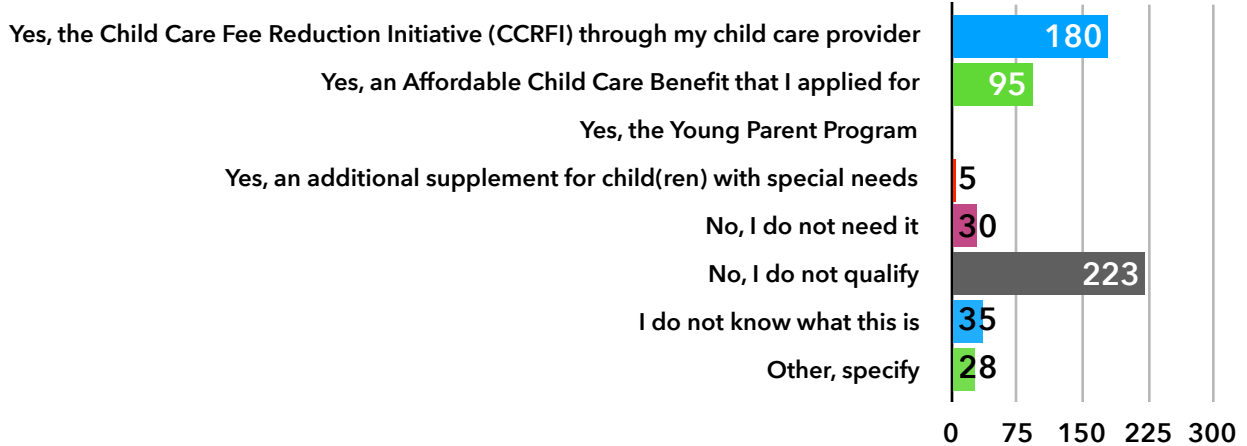 Yes, the Child Care Fee Reduction Initiative (CCRFI) through my child care provider 180
Yes, an Affordable Child Care Benefit that I applied for 95
Yes, the Young Parent Program
Yes, an additional supplement for child(ren) with special needs 5
No, I do not need it 30
No, I do not qualify 223
I do not know what this is 35
Other, specify 28
0 75 150 225 300